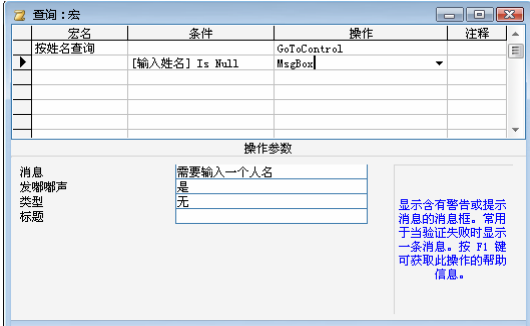 查询:宏
宏名 条件 操作 注释
按姓名查询 GoToControl
[输入姓名] Is Null MsgBox
操作参数
消息 需要输入一个人名
发嘟嘟声 是
类型 无
标题
显示含有警告或提示
消息的消息框。常用
于当验证失败时显示
一条消息。按 F1 键
可获取此操作的帮助
信息。